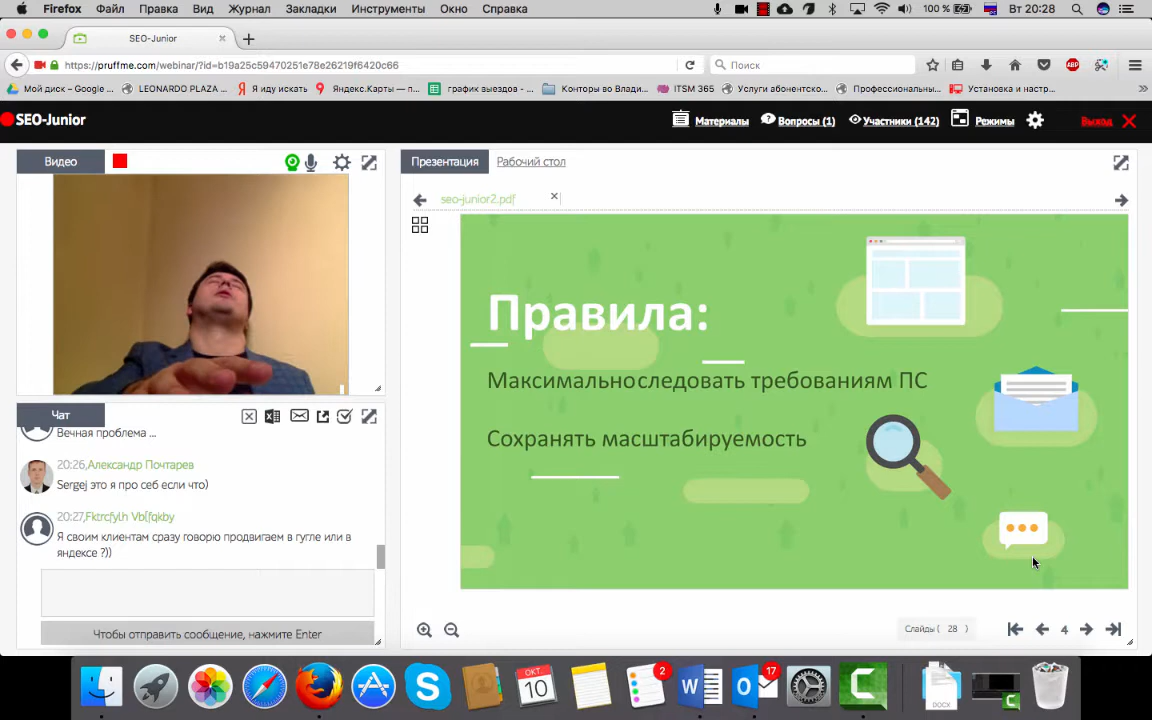 Firefox Файл Правка Вид Журнал Закладки Инструменты Окно Справка 100 % Вт 20:28
SEO-Junior
https://pruffme.com/webinar/?id=b19a25c59470251e78e26219f6420c66
Поиск
Мой диск – Google ... LEONARDO PLAZA ... Я иду искать Яндекс.Карты — п... график выездов - ... Конторы во Влади... ITSM 365 Услуги абонентско... Профессиональны... Установка и настр...
SEO-Junior
Материалы Вопросы (1) Участники (142) Режимы Выход
Видео
Презентация Рабочий стол
seo-junior2.pdf
Правила:
Максимально следовать требованиям ПС
Сохранять масштабируемость
Чат
Вечная проблема ...
20:26, Александр Почтарев
Sergej это я про себ если что)
20:27, Fktrcfylh Vb[fqkby
Я своим клиентам сразу говорю продвигаем в гугле или в
яндексе ?))
Чтобы отправить сообщение, нажмите Enter
Слайды ( 28 ) 4
ОКТ
10
2
17
DOCX